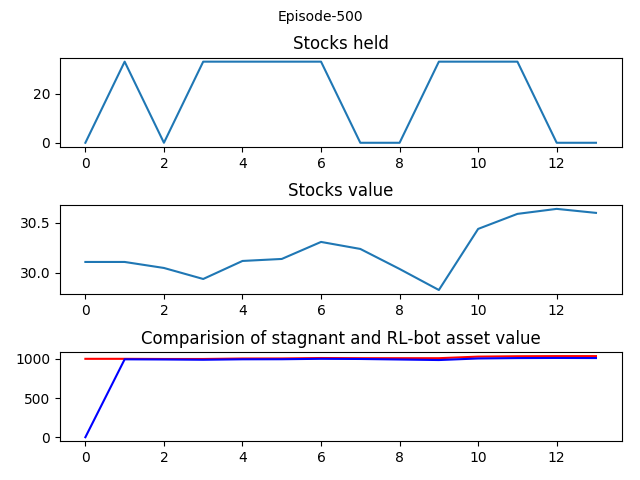 Episode-500
Stocks held
20
0
0 2 4 6 8 10 12
Stocks value
30.5
30.0
0 2 4 6 8 10 12
Comparision of stagnant and RL-bot asset value
1000
500
0
0 2 4 6 8 10 12